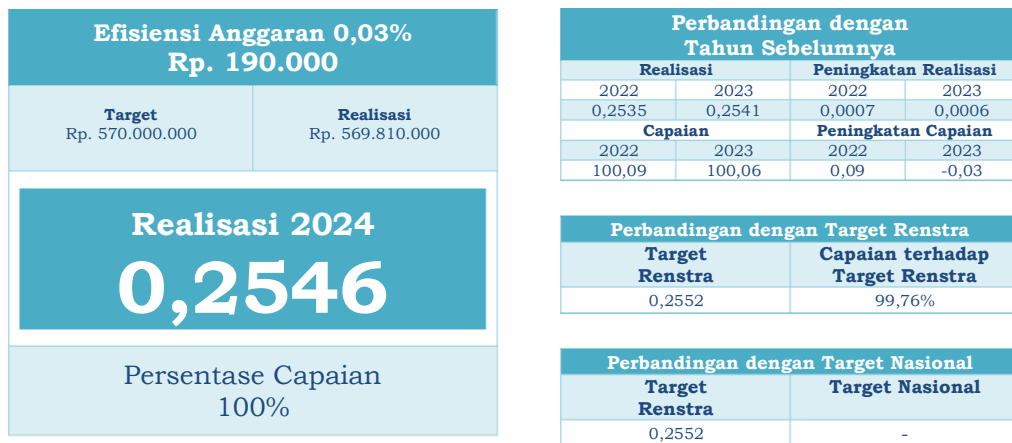 Efisiensi Anggaran 0,03%
Rp. 190.000
Target
Rp. 570.000.000
Realisasi
Rp. 569.810.000
Realisasi 2024
0,2546
Persentase Capaian
100%
Perbandingan dengan
Tahun Sebelumnya
Realisasi Peningkatan Realisasi
2022 2023 2022 2023
0,2535 0,2541 0,0007 0,0006
Capaian Peningkatan Capaian
2022 2023 2022 2023
100,09 100,06 0,09 -0,03
Perbandingan dengan Target Renstra
Target Capaian terhadap
Renstra Target Renstra
0,2552 99,76%
Perbandingan dengan Target Nasional
Target Target Nasional
Renstra
0,2552 -